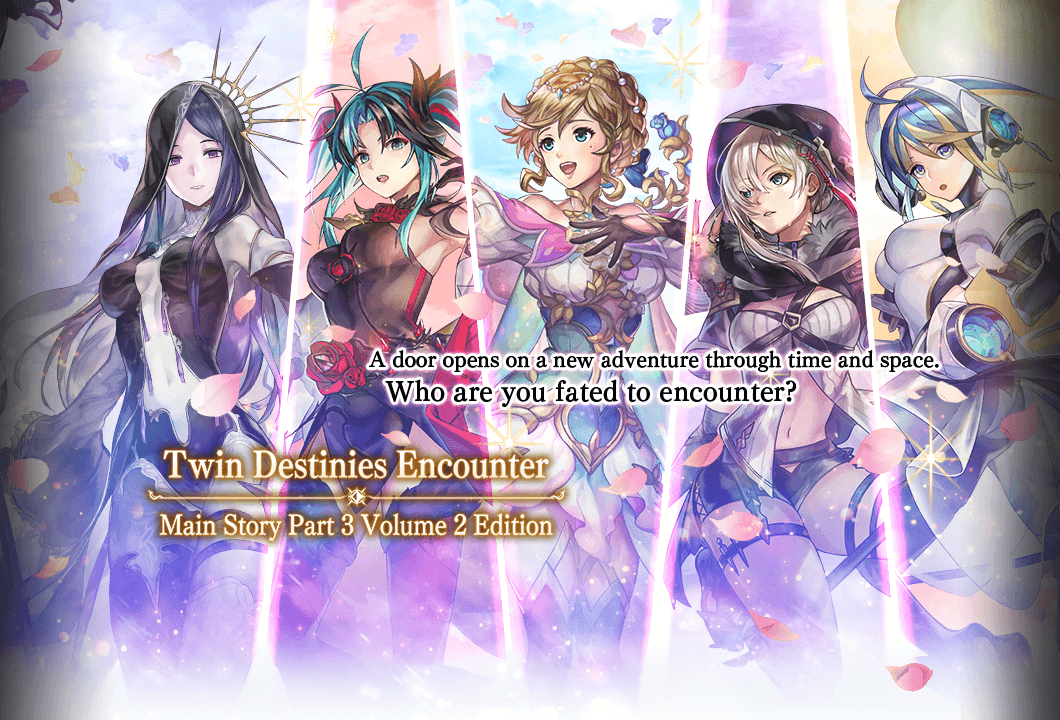 A door opens on a new adventure through time and space.
Who are you fated to encounter?
Twin Destinies Encounter
Main Story Part 3 Volume 2 Edition